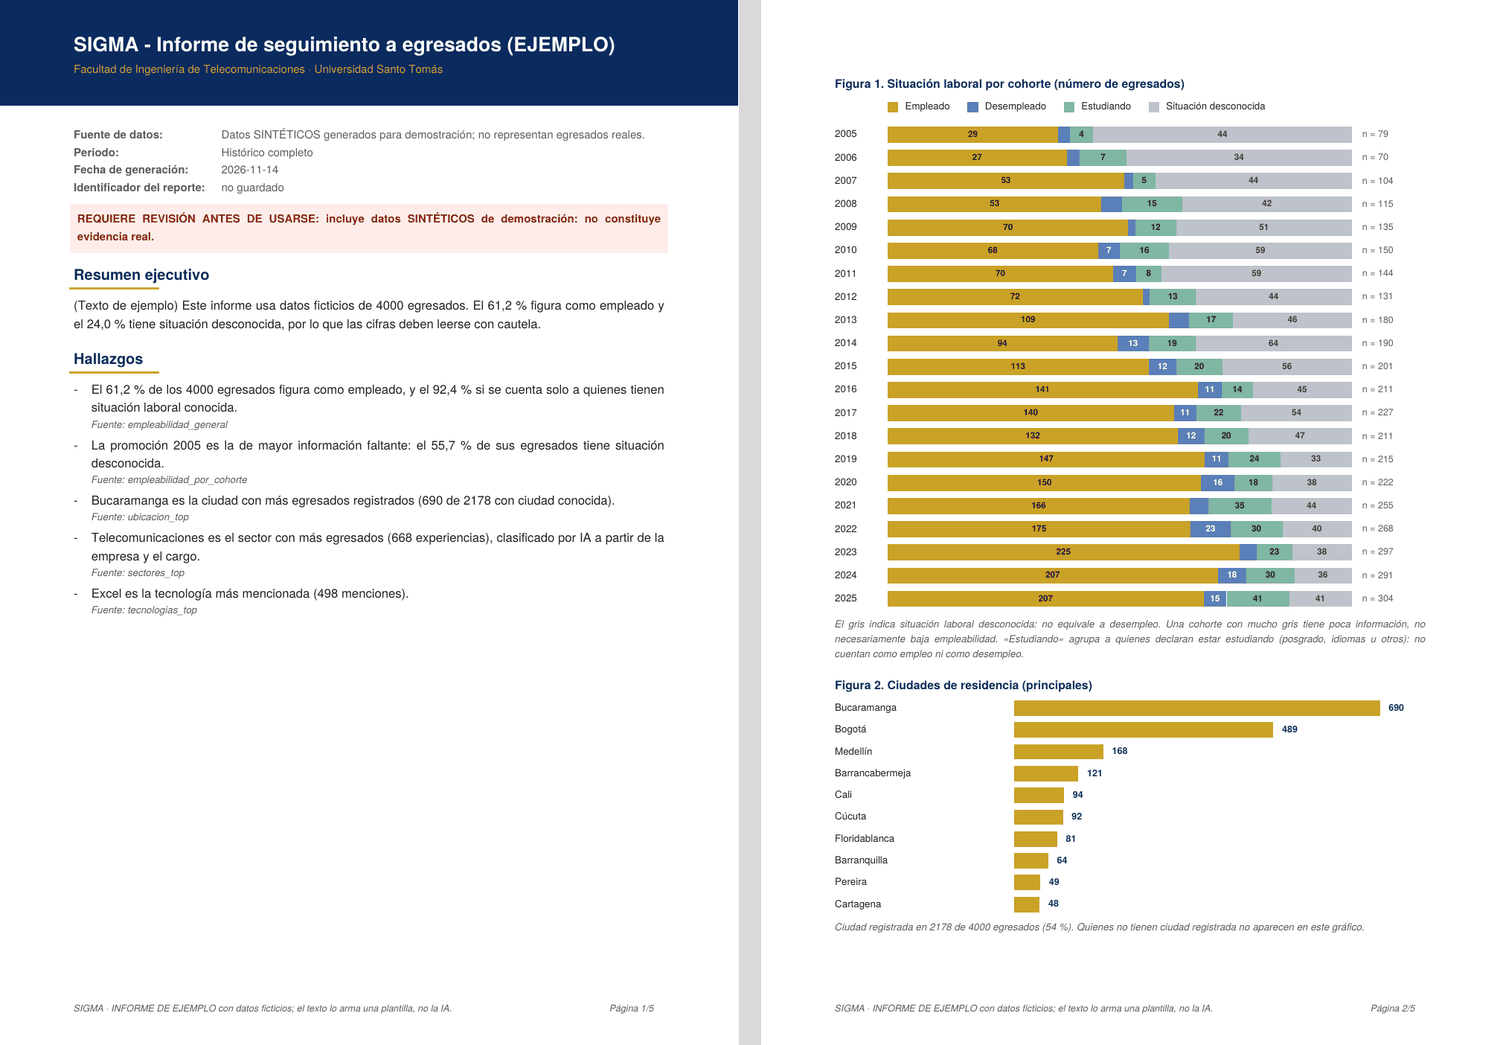 SIGMA - Informe de seguimiento a egresados (EJEMPLO)
Facultad de Ingeniería de Telecomunicaciones · Universidad Santo Tomás
Fuente de datos: Datos SINTÉTICOS generados para demostración; no representan egresados reales.
Periodo: Histórico completo
Fecha de generación: 2026-11-14
Identificador del reporte: no guardado
REQUIERE REVISIÓN ANTES DE USARSE: incluye datos SINTÉTICOS de demostración: no constituye
evidencia real.
Resumen ejecutivo
(Texto de ejemplo) Este informe usa datos ficticios de 4000 egresados. El 61,2 % figura como empleado y
el 24,0 % tiene situación desconocida, por lo que las cifras deben leerse con cautela.
Hallazgos
- El 61,2 % de los 4000 egresados figura como empleado, y el 92,4 % si se cuenta solo a quienes tienen
situación laboral conocida.
Fuente: empleabilidad_general
- La promoción 2005 es la de mayor información faltante: el 55,7 % de sus egresados tiene situación
desconocida.
Fuente: empleabilidad_por_cohorte
- Bucaramanga es la ciudad con más egresados registrados (690 de 2178 con ciudad conocida).
Fuente: ubicacion_top
- Telecomunicaciones es el sector con más egresados (668 experiencias), clasificado por IA a partir de la
empresa y el cargo.
Fuente: sectores_top
- Excel es la tecnología más mencionada (498 menciones).
Fuente: tecnologias_top
SIGMA · INFORME DE EJEMPLO con datos ficticios; el texto lo arma una plantilla, no la IA. Página 1/5
Figura 1. Situación laboral por cohorte (número de egresados)
Empleado Desempleado Estudiando Situación desconocida
2005 29 4 44 n = 79
2006 27 7 34 n = 70
2007 53 5 44 n = 104
2008 53 15 42 n = 115
2009 70 12 51 n = 135
2010 68 7 16 59 n = 150
2011 70 7 8 59 n = 144
2012 72 13 44 n = 131
2013 109 17 46 n = 180
2014 94 13 19 64 n = 190
2015 113 12 20 56 n = 201
2016 141 11 14 45 n = 211
2017 140 11 22 54 n = 227
2018 132 12 20 47 n = 211
2019 147 11 24 33 n = 215
2020 150 16 18 38 n = 222
2021 166 35 44 n = 255
2022 175 23 30 40 n = 268
2023 225 23 38 n = 297
2024 207 18 30 36 n = 291
2025 207 15 41 41 n = 304
El gris indica situación laboral desconocida: no equivale a desempleo. Una cohorte con mucho gris tiene poca información, no
necesariamente baja empleabilidad. «Estudiando» agrupa a quienes declaran estar estudiando (posgrado, idiomas u otros): no
cuentan como empleo ni como desempleo.
Figura 2. Ciudades de residencia (principales)
Bucaramanga 690
Bogotá 489
Medellín 168
Barrancabermeja 121
Cali 94
Cúcuta 92
Floridablanca 81
Barranquilla 64
Pereira 49
Cartagena 48
Ciudad registrada en 2178 de 4000 egresados (54 %). Quienes no tienen ciudad registrada no aparecen en este gráfico.
SIGMA · INFORME DE EJEMPLO con datos ficticios; el texto lo arma una plantilla, no la IA. Página 2/5